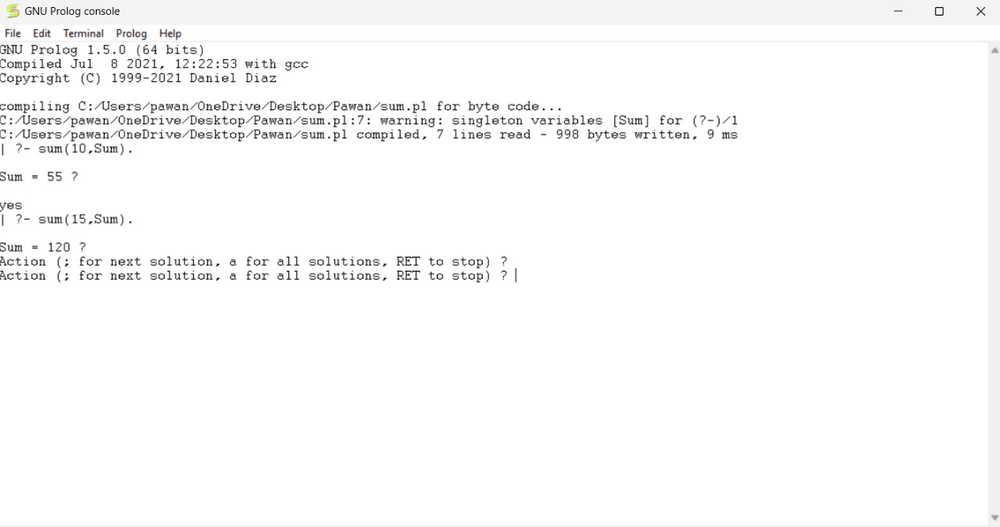 GNU Prolog console
File Edit Terminal Prolog Help
GNU Prolog 1.5.0 (64 bits)
Compiled Jul  8 2021, 12:22:53 with gcc
Copyright (C) 1999-2021 Daniel Diaz
compiling C:/Users/pawan/OneDrive/Desktop/Pawan/sum.pl for byte code...
C:/Users/pawan/OneDrive/Desktop/Pawan/sum.pl:7: warning: singleton variables [Sum] for (?-)/1
C:/Users/pawan/OneDrive/Desktop/Pawan/sum.pl compiled, 7 lines read - 998 bytes written, 9 ms
| ?- sum(10,Sum).
Sum = 55 ?
yes
| ?- sum(15,Sum).
Sum = 120 ?
Action (; for next solution, a for all solutions, RET to stop) ?
Action (; for next solution, a for all solutions, RET to stop) ?